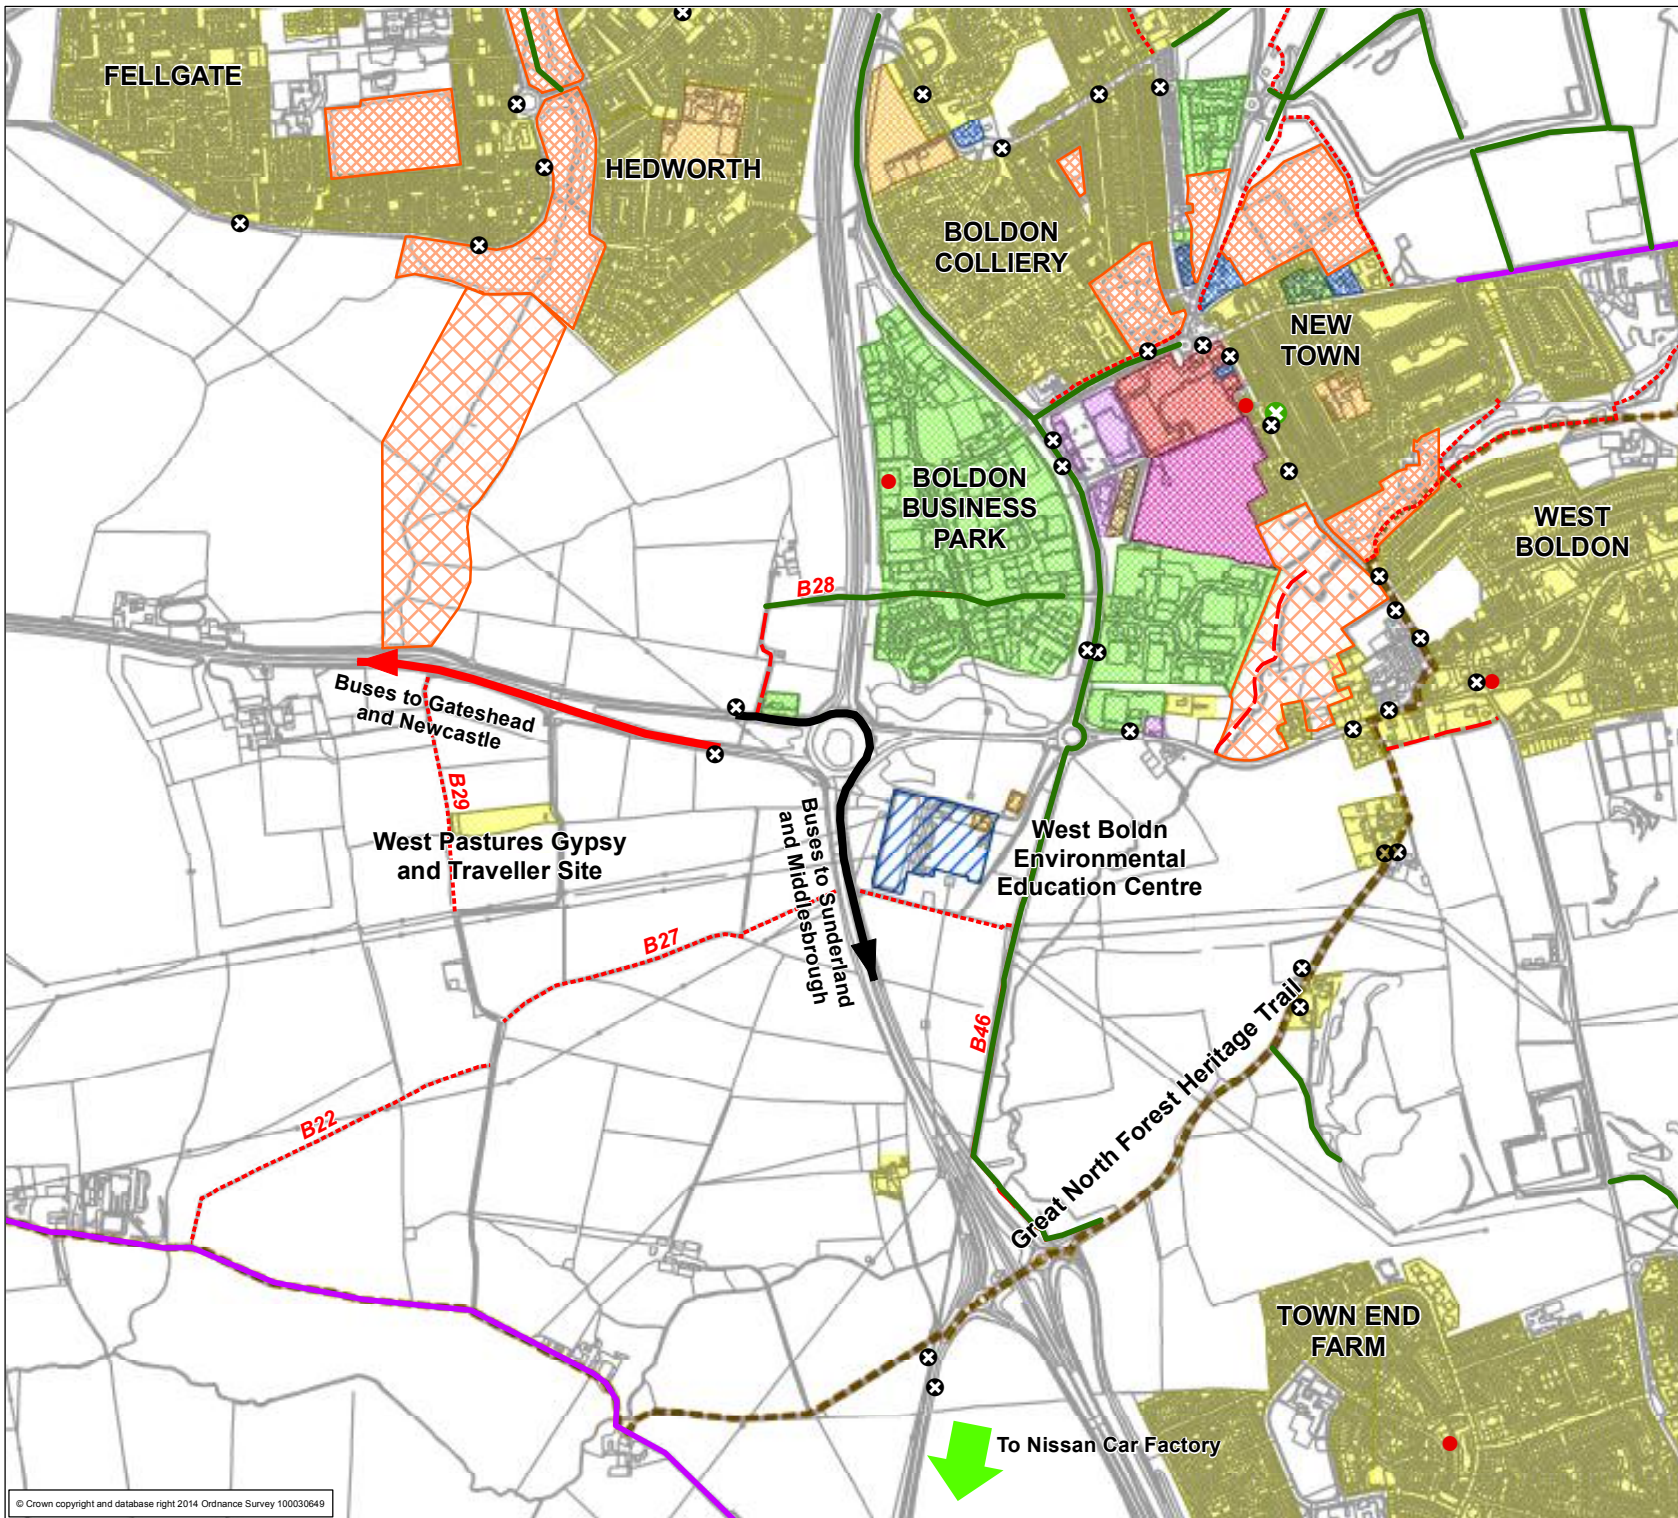 FELLGATE
HEDWORTH
BOLDON
COLLIERY
NEW
TOWN
BOLDON
BUSINESS
PARK
WEST
BOLDON
B28
Buses to Gateshead
and Newcastle
B29
West Pastures Gypsy
and Traveller Site
Buses to Sunderland
and Middlesbrough
West Boldn
Environmental
Education Centre
B27
B46
B22
Great North Forest Heritage Trail
TOWN END
FARM
To Nissan Car Factory
© Crown copyright and database right 2014 Ordnance Survey 100030649